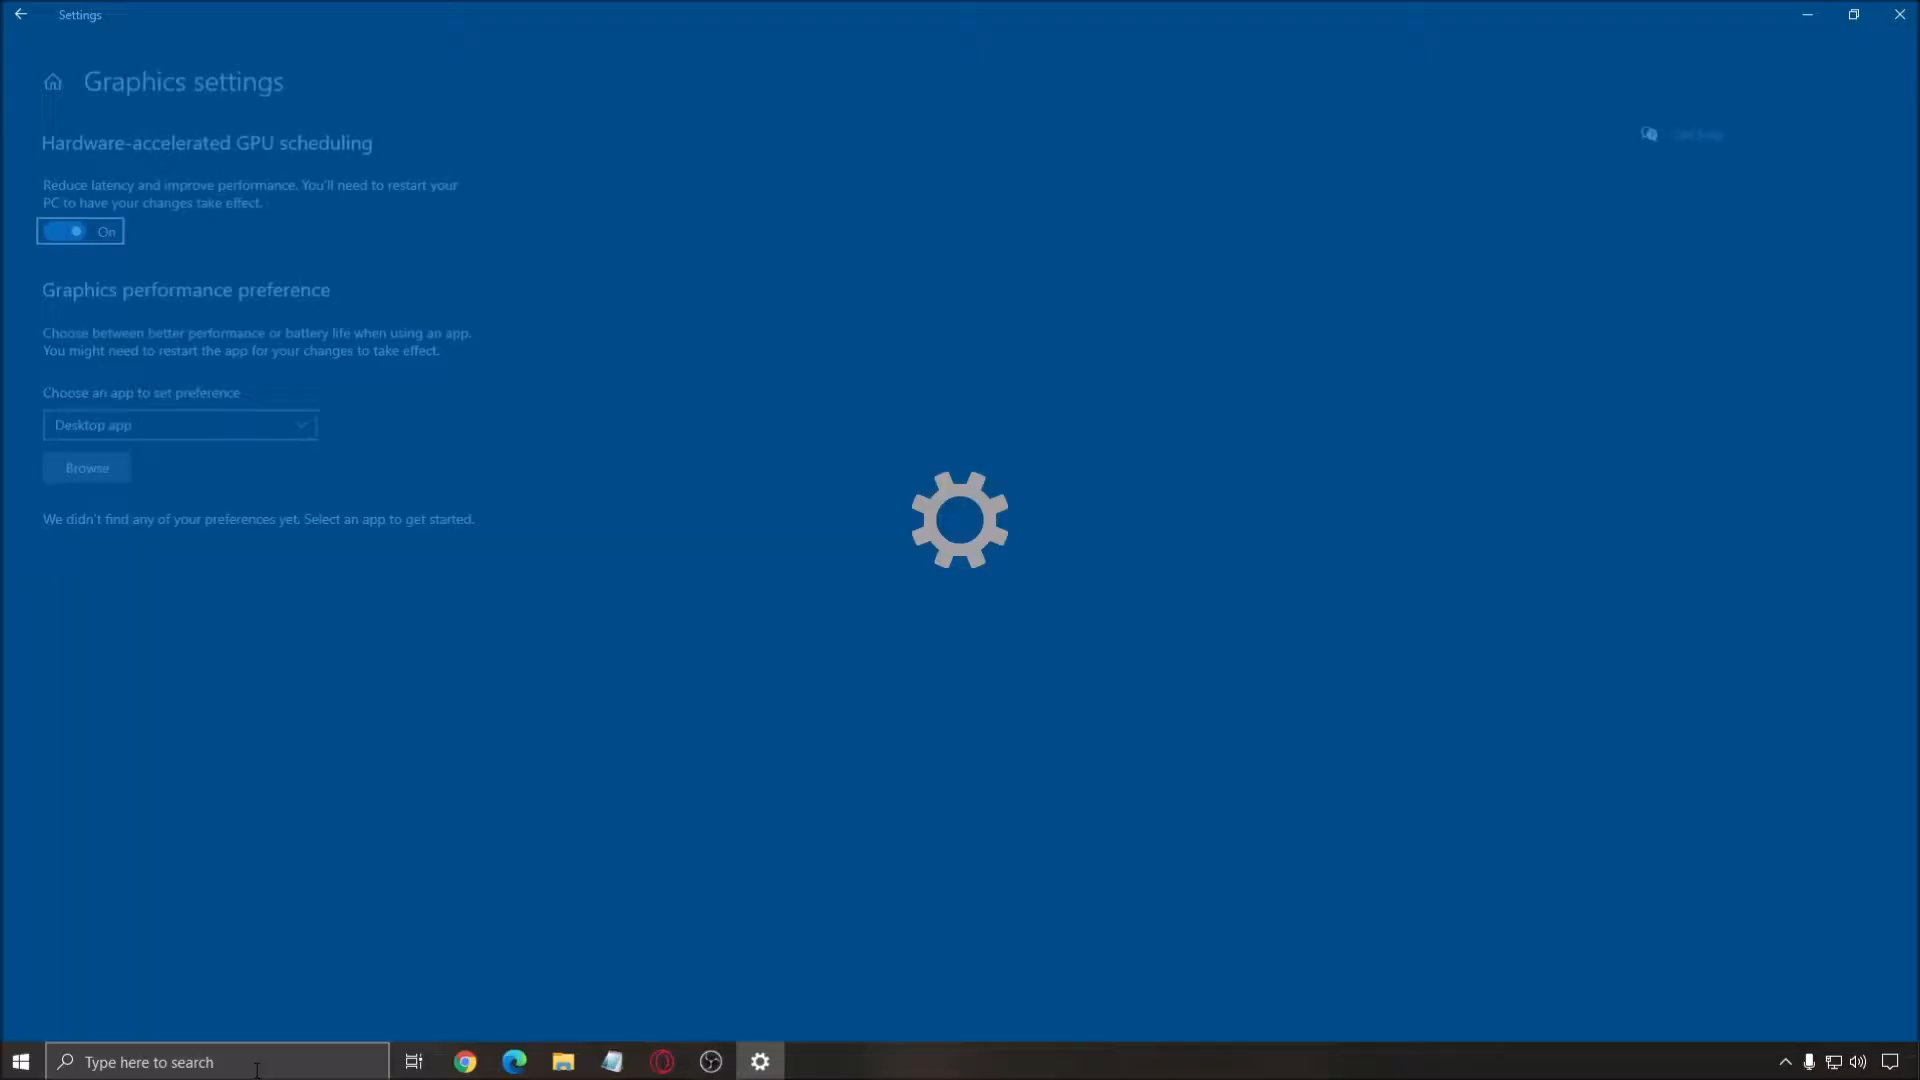 Settings
Graphics settings
Hardware-accelerated GPU scheduling
Reduce latency and improve performance. You'll need to restart your
PC to have your changes take effect.
On
Graphics performance preference
Choose between better performance or battery life when using an app.
You might need to restart the app for your changes to take effect.
Choose an app to set preference
Desktop app
Browse
We didn't find any of your preferences yet. Select an app to get started.
Type here to search